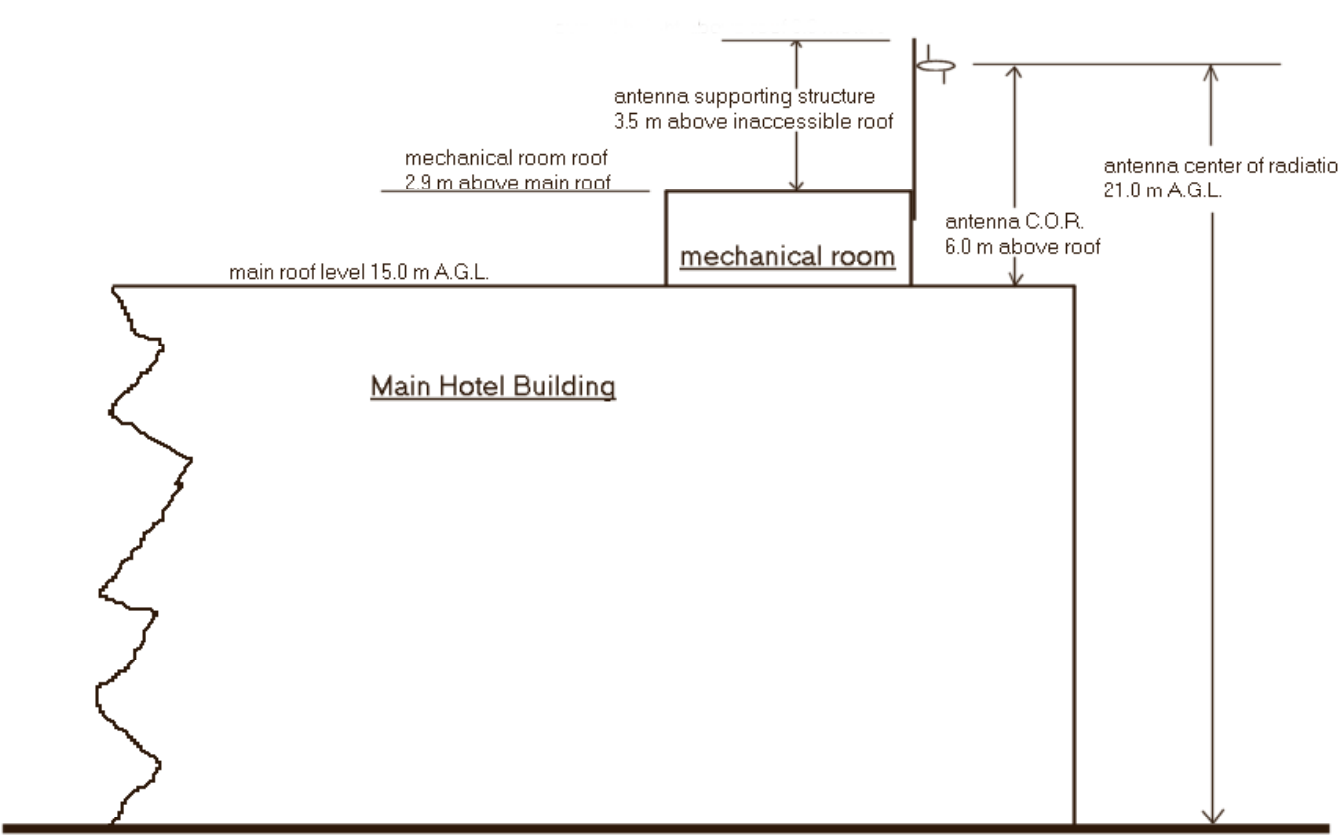 antenna supporting structure
3.5 m above inaccessible roof
mechanical room roof
2.9 m above main roof
antenna center of radiatio
21.0 m A.G.L.
antenna C.O.R.
6.0 m above roof
mechanical room
main roof level 15.0 m A.G.L.
Main Hotel Building